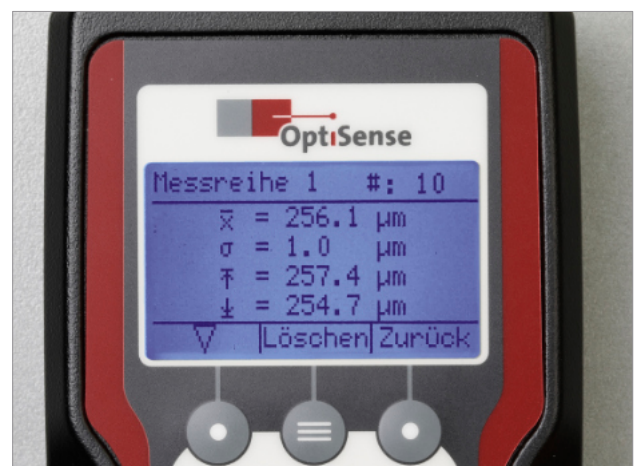 OptiSense
Messreihe 1 #: 10
x̅ = 256.1 µm
σ = 1.0 µm
⤒ = 257.4 µm
⤓ = 254.7 µm
▽ Löschen Zurück